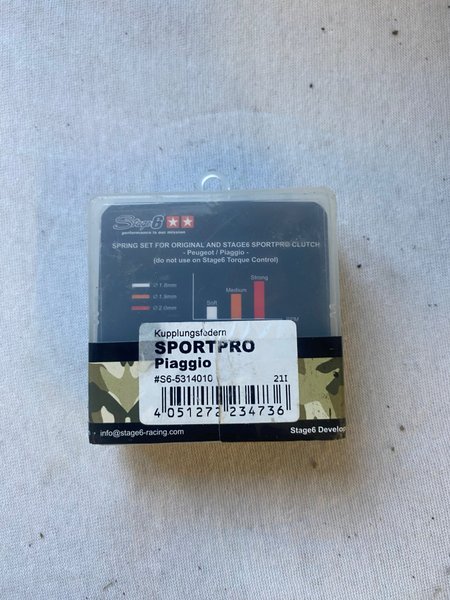 Stage6
performance is our mission
SPRING SET FOR ORIGINAL AND STAGE6 SPORTPRO CLUTCH
- Peugeot / Piaggio -
(do not use on Stage6 Torque Control)
Strong
Medium
Soft
Ø 1.8mm
Ø 1.9mm
Ø 2.0mm
Kupplungsfedern
SPORTPRO
Piaggio
#S6-5314010 21I
4 051272 234736
info@stage6-racing.com Stage6 Develop